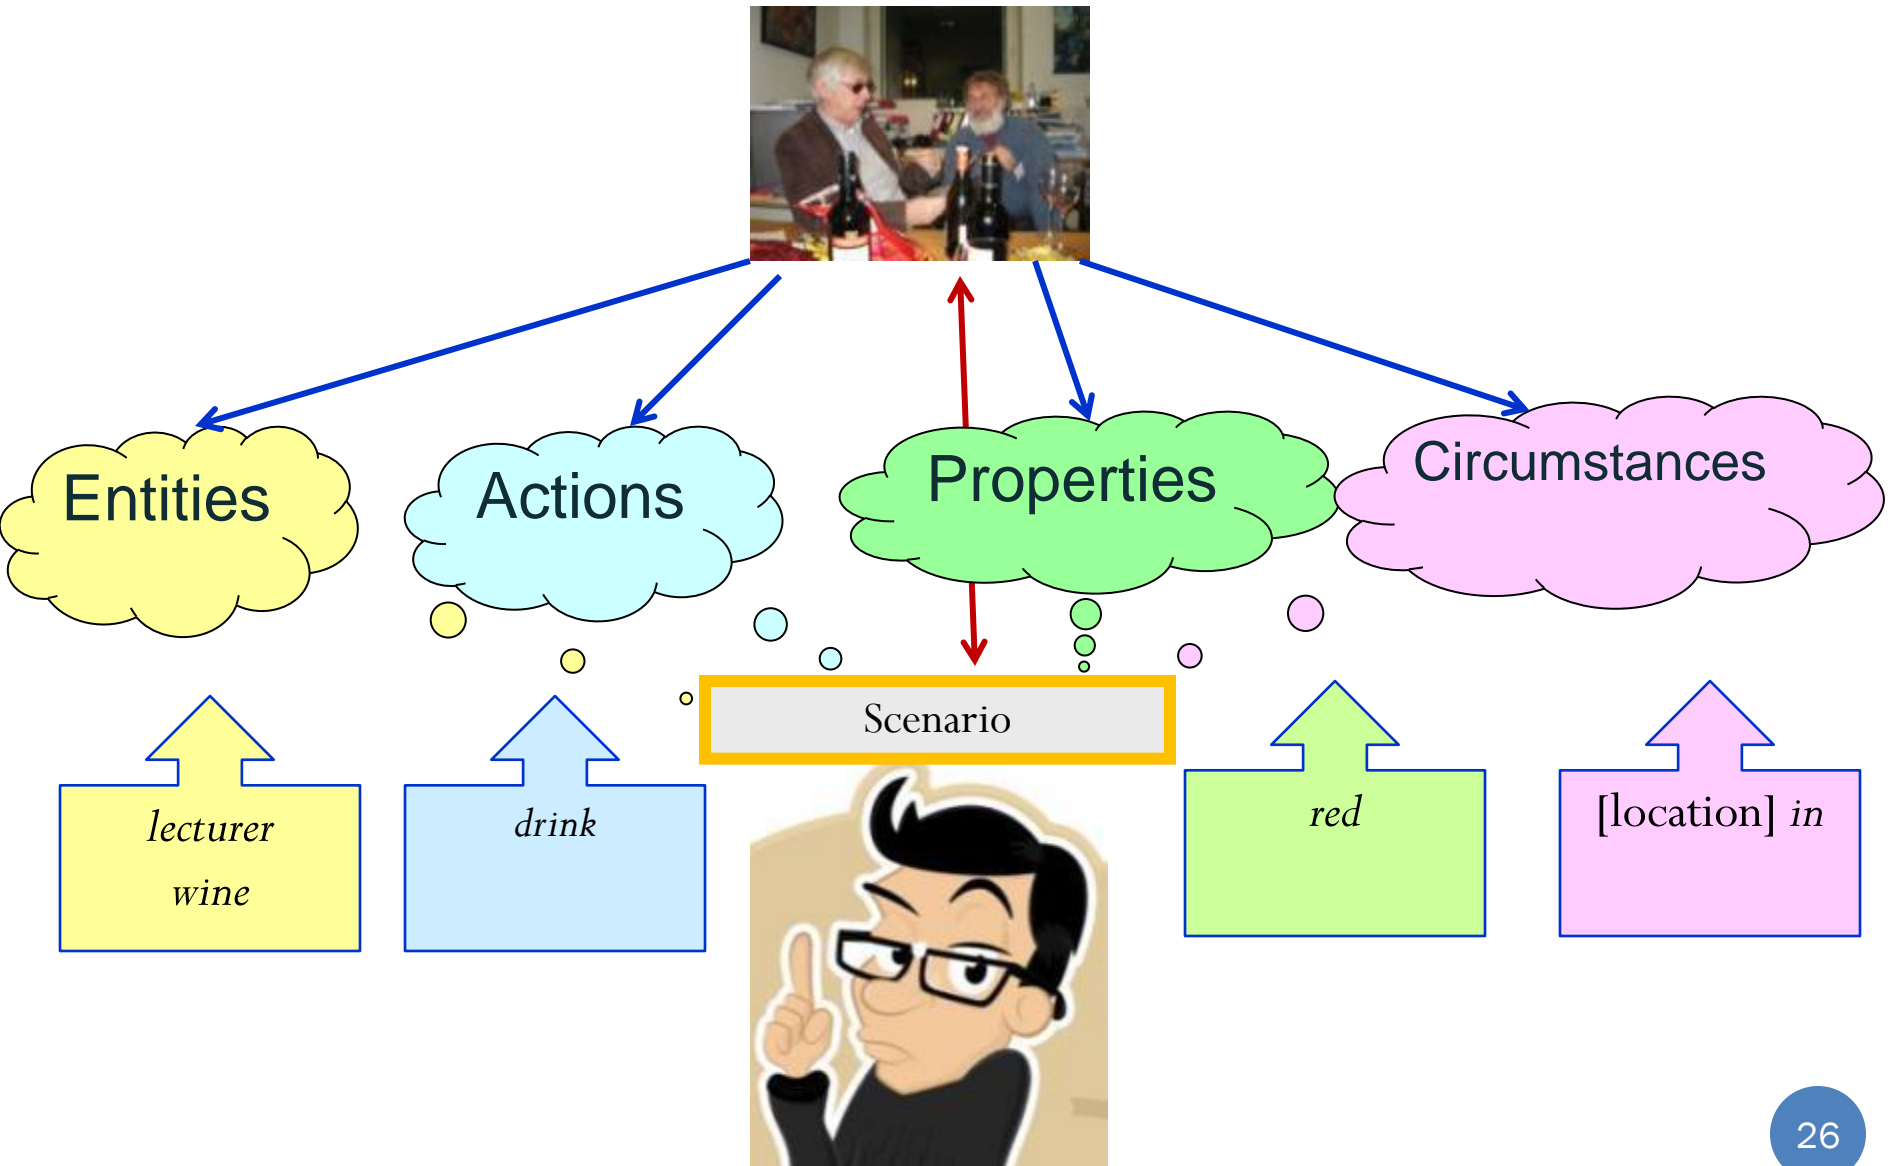 Entities
Actions
Properties
Circumstances
Scenario
lecturer
wine
drink
red
[location] in
26